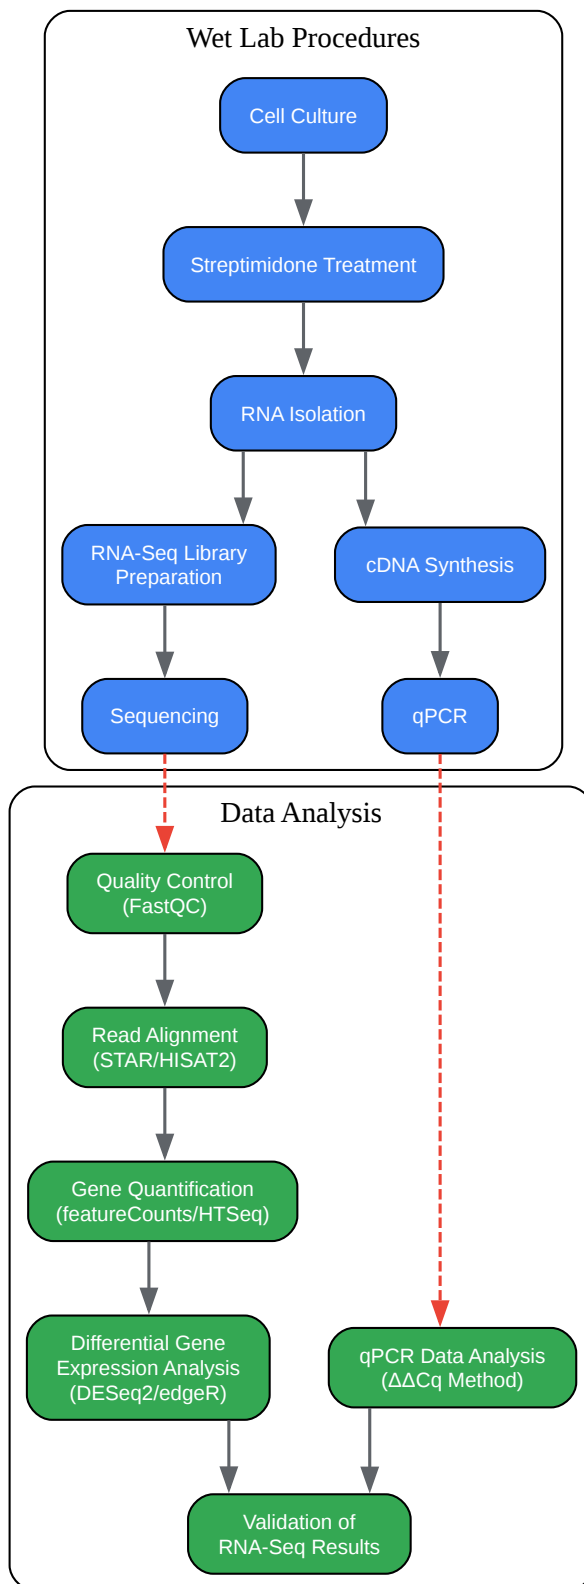 Wet Lab Procedures
Cell Culture
Streptimidone Treatment
RNA Isolation
RNA-Seq Library
Preparation
cDNA Synthesis
Sequencing
qPCR
Data Analysis
Quality Control
(FastQC)
Read Alignment
(STAR/HISAT2)
Gene Quantification
(featureCounts/HTSeq)
Differential Gene
Expression Analysis
(DESeq2/edgeR)
qPCR Data Analysis
(ΔΔCq Method)
Validation of
RNA-Seq Results